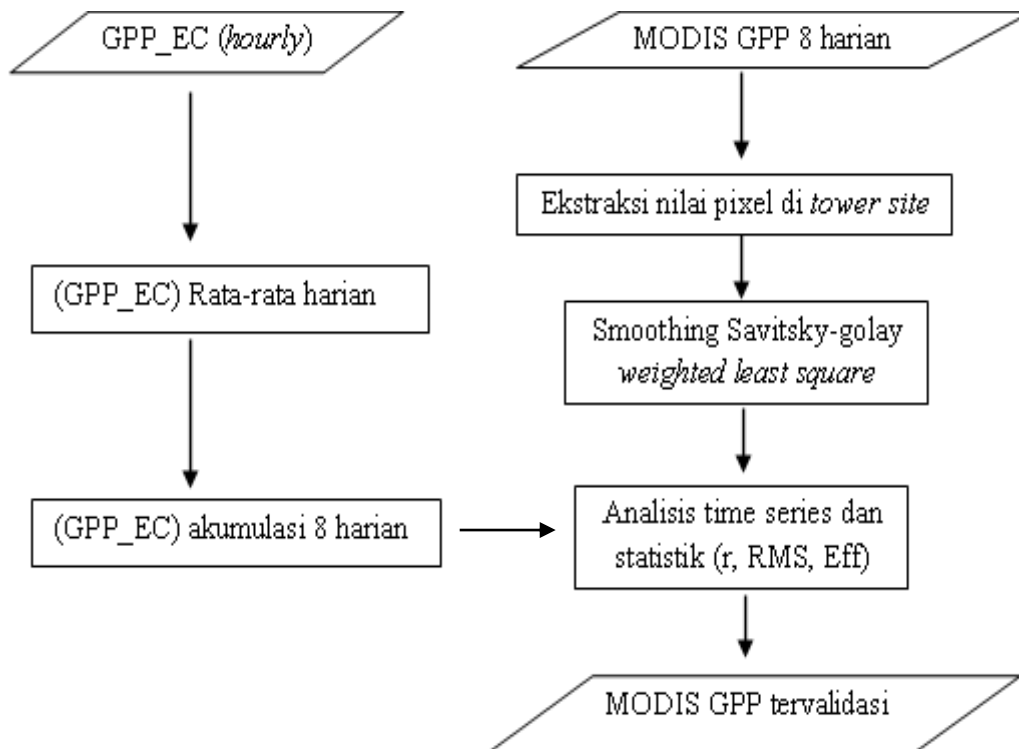 GPP_EC (hourly)
(GPP_EC) Rata-rata harian
(GPP_EC) akumulasi 8 harian
MODIS GPP 8 harian
Ekstraksi nilai pixel di tower site
Smoothing Savitsky-golay
weighted least square
Analisis time series dan
statistik (r, RMS, Eff)
MODIS GPP tervalidasi